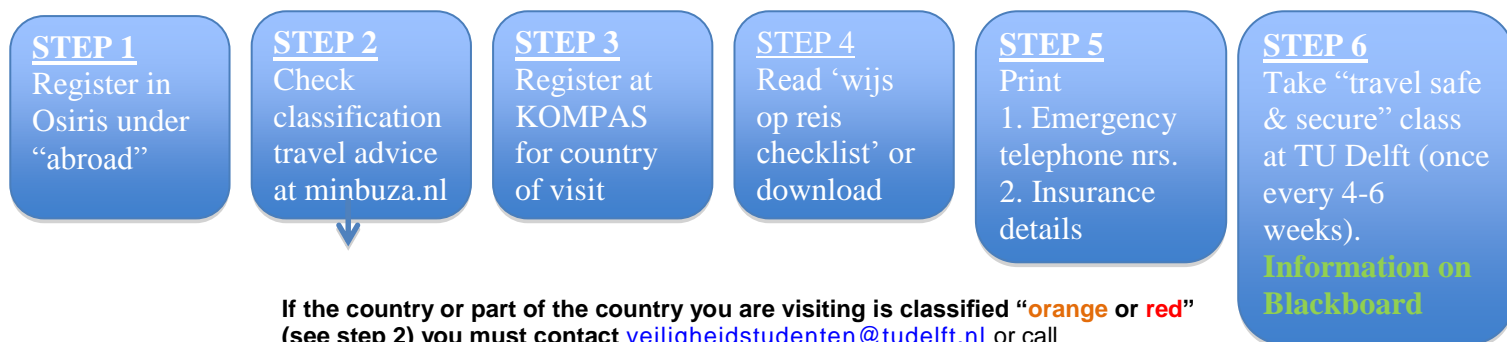 STEP 1
Register in
Osiris under
“abroad”
STEP 2
Check
classification
travel advice
at minbuza.nl
STEP 3
Register at
KOMPAS
for country
of visit
STEP 4
Read ‘wijs
op reis
checklist’ or
download
STEP 5
Print
1. Emergency
telephone nrs.
2. Insurance
details
STEP 6
Take “travel safe
& secure” class
at TU Delft (once
every 4-6
weeks).
Information on
Blackboard
If the country or part of the country you are visiting is classified “orange or red”
(see step 2) you must contact veiligheidstudenten@tudelft.nl or call